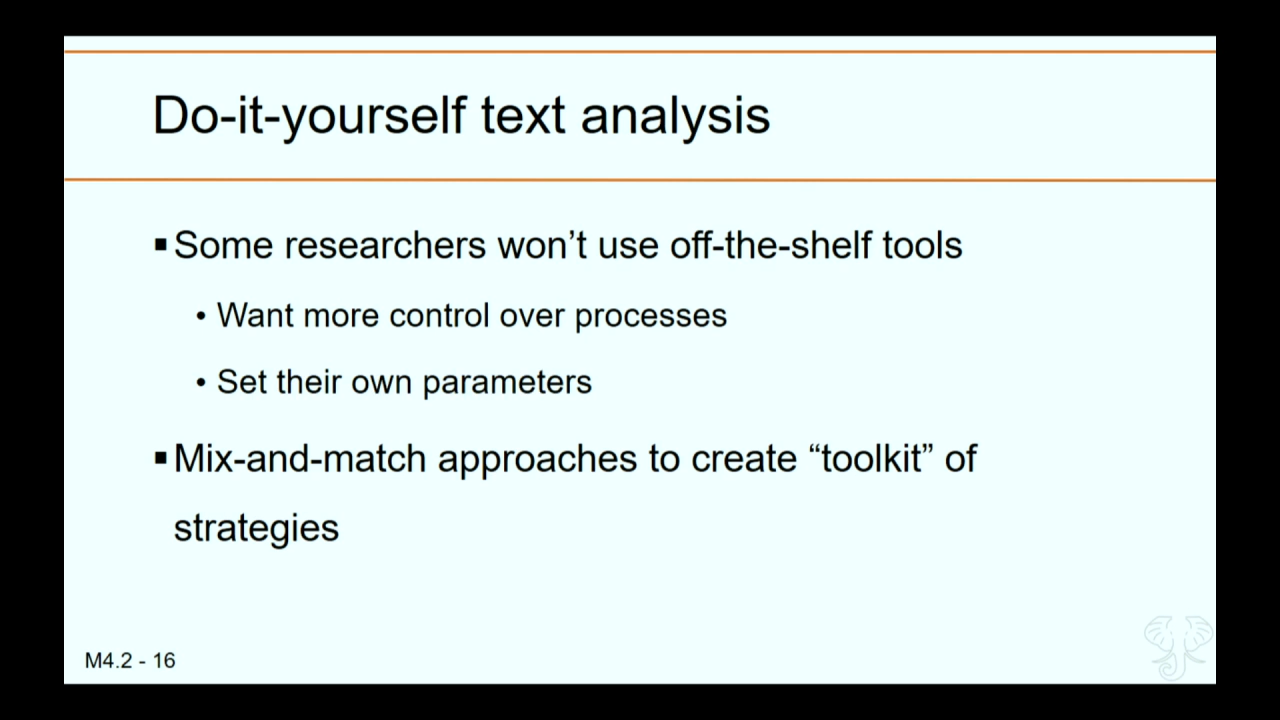 Do-it-yourself text analysis
▪ Some researchers won’t use off-the-shelf tools
• Want more control over processes
• Set their own parameters
▪ Mix-and-match approaches to create “toolkit” of
strategies
M4.2 - 16